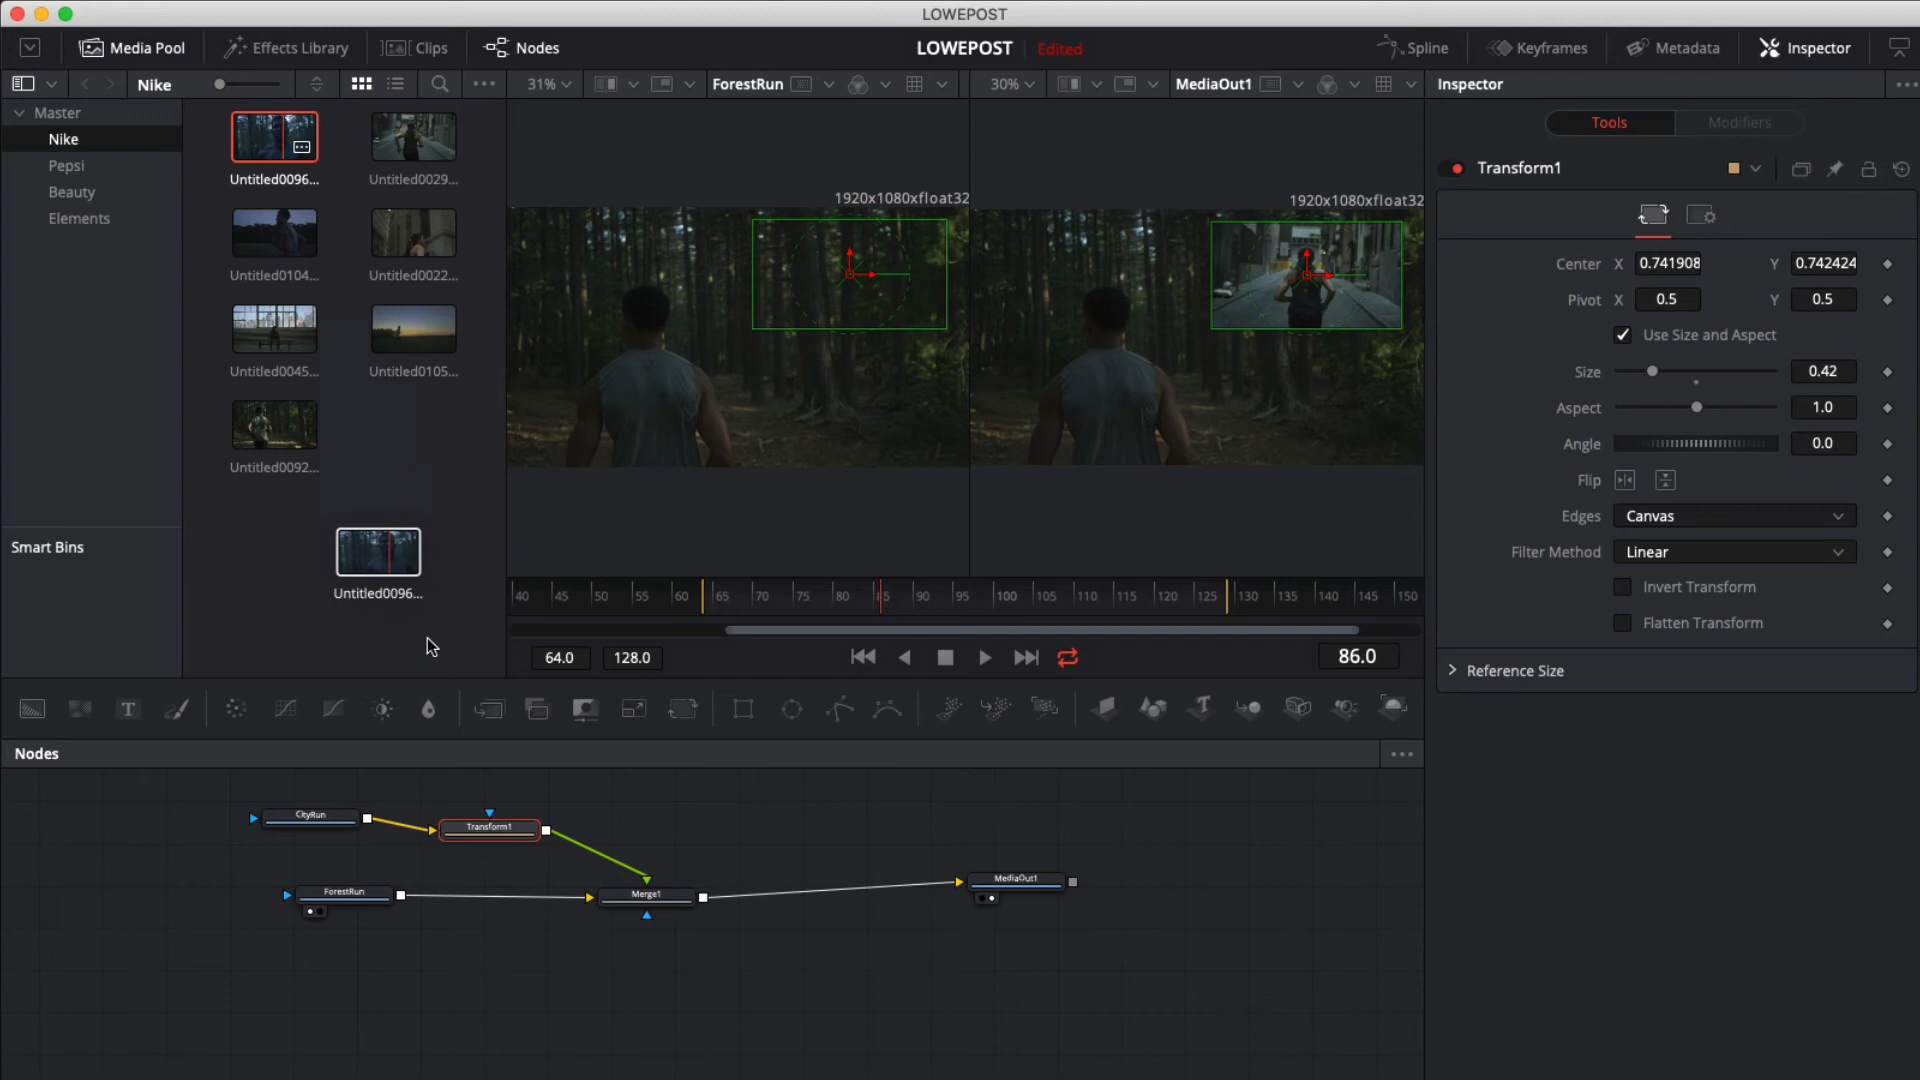 LOWEPOST
Media Pool
Effects Library
Clips
Nodes
LOWEPOST
Edited
Spline
Keyframes
Metadata
Inspector
Nike
31%
ForestRun
30%
MediaOut1
Inspector
Master
Nike
Pepsi
Beauty
Elements
Smart Bins
Untitled0096...
Untitled0029...
Untitled0104...
Untitled0022...
Untitled0045...
Untitled0105...
Untitled0092...
Untitled0096...
1920x1080xfloat32
1920x1080xfloat32
40 45 50 55 60 65 70 75 80 85 90 95 100 105 110 115 120 125 130 135 140 145 150
64.0
128.0
86.0
Tools
Modifiers
Transform1
Center X 0.741908 Y 0.742424
Pivot X 0.5 Y 0.5
Use Size and Aspect
Size 0.42
Aspect 1.0
Angle 0.0
Flip
Edges Canvas
Filter Method Linear
Invert Transform
Flatten Transform
Reference Size
T
T
Nodes
CityRun
Transform1
ForestRun
Merge1
MediaOut1